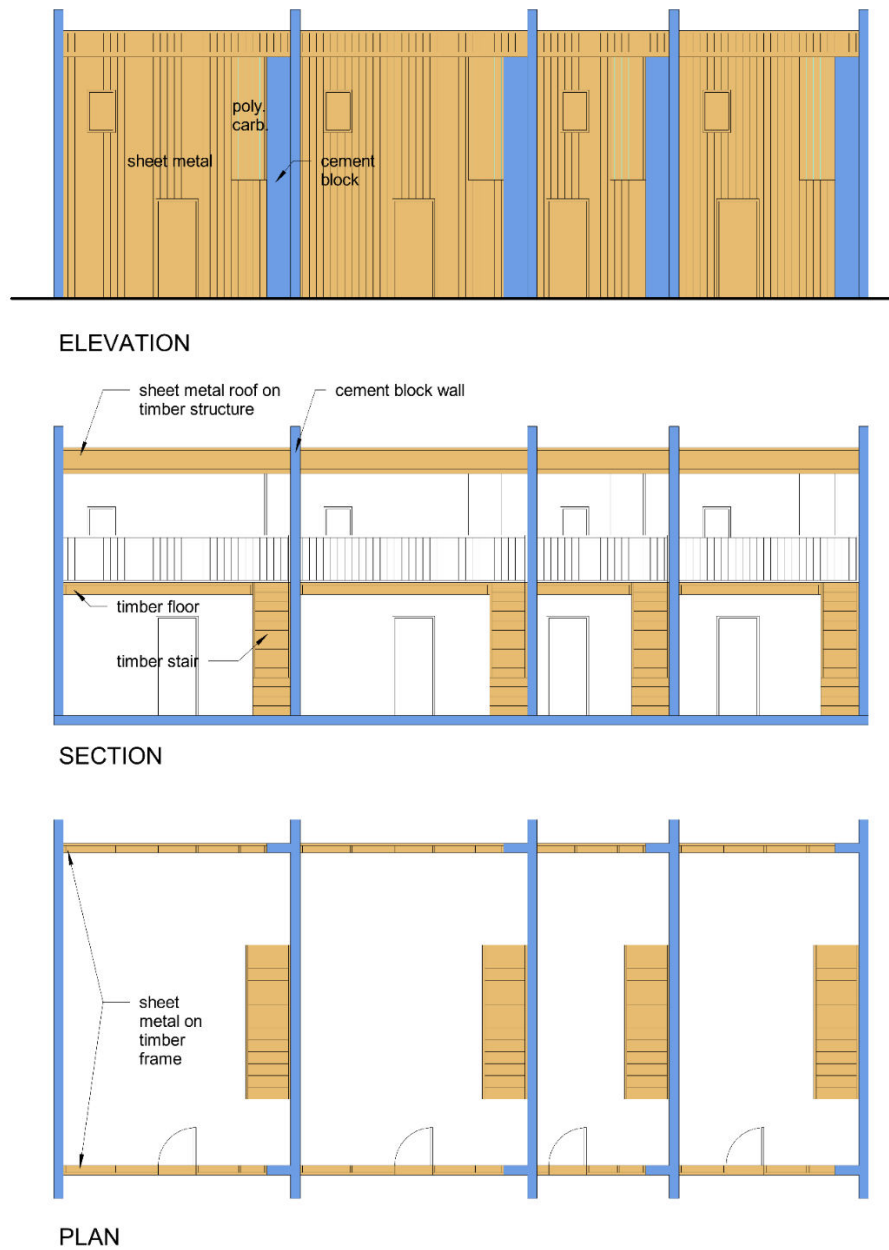 poly.
carb.
sheet metal
cement
block
ELEVATION
sheet metal roof on
timber structure
cement block wall
timber floor
timber stair
SECTION
sheet
metal on
timber
frame
PLAN